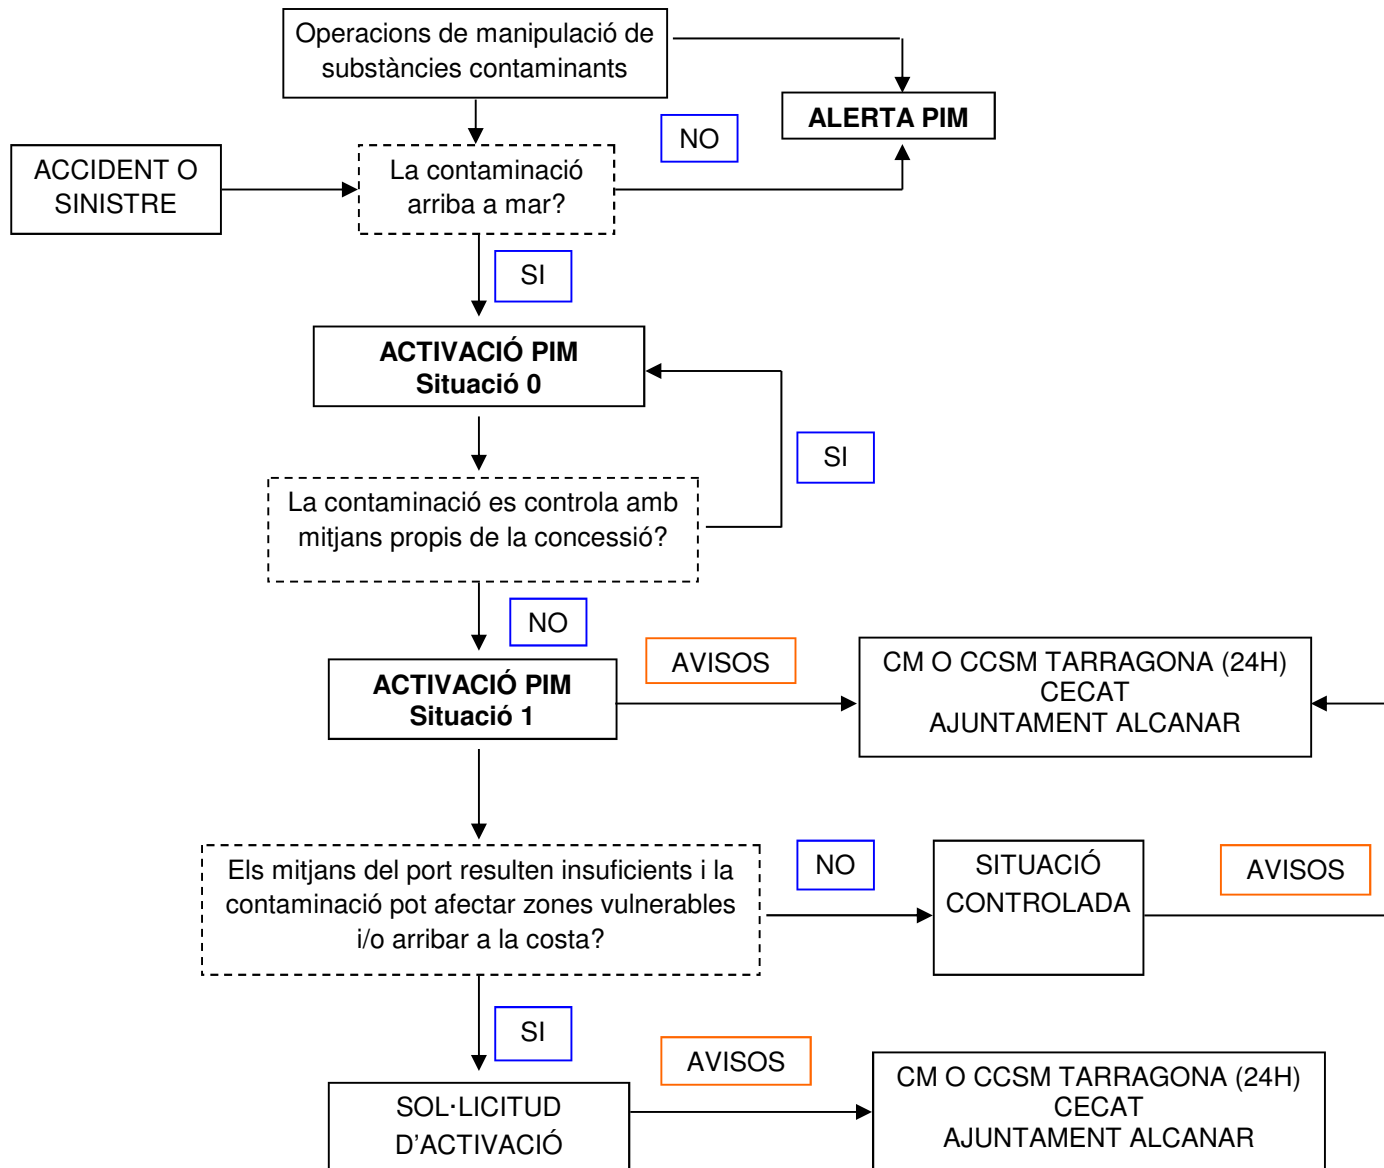 Operacions de manipulació de
substàncies contaminants
ALERTA PIM
NO
ACCIDENT O
SINISTRE
La contaminació
arriba a mar?
SI
ACTIVACIÓ PIM
Situació 0
SI
La contaminació es controla amb
mitjans propis de la concessió?
NO
AVISOS
ACTIVACIÓ PIM
Situació 1
CM O CCSM TARRAGONA (24H)
CECAT
AJUNTAMENT ALCANAR
Els mitjans del port resulten insuficients i la
contaminació pot afectar zones vulnerables
i/o arribar a la costa?
NO
SITUACIÓ
CONTROLADA
AVISOS
SI
AVISOS
SOL·LICITUD
D'ACTIVACIÓ
CM O CCSM TARRAGONA (24H)
CECAT
AJUNTAMENT ALCANAR